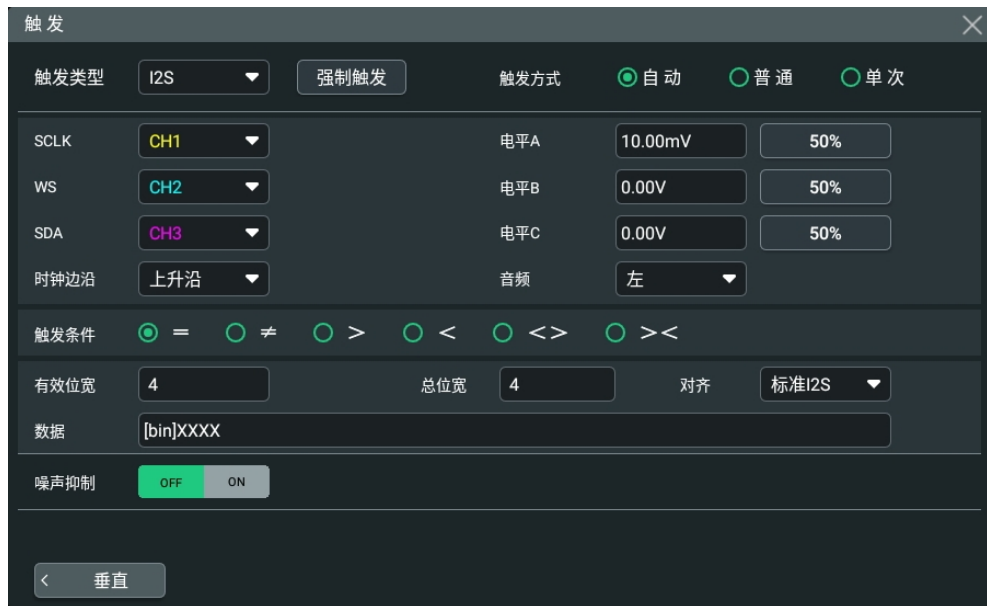 触发
触发类型 I2S 强制触发 触发方式 自动 普通 单次
SCLK CH1 电平A 10.00mV 50%
WS CH2 电平B 0.00V 50%
SDA CH3 电平C 0.00V 50%
时钟边沿 上升沿 音频 左
触发条件 = ≠ > < <> ><
有效位宽 4 总位宽 4 对齐 标准I2S
数据 [bin]XXXX
噪声抑制 OFF ON
< 垂直